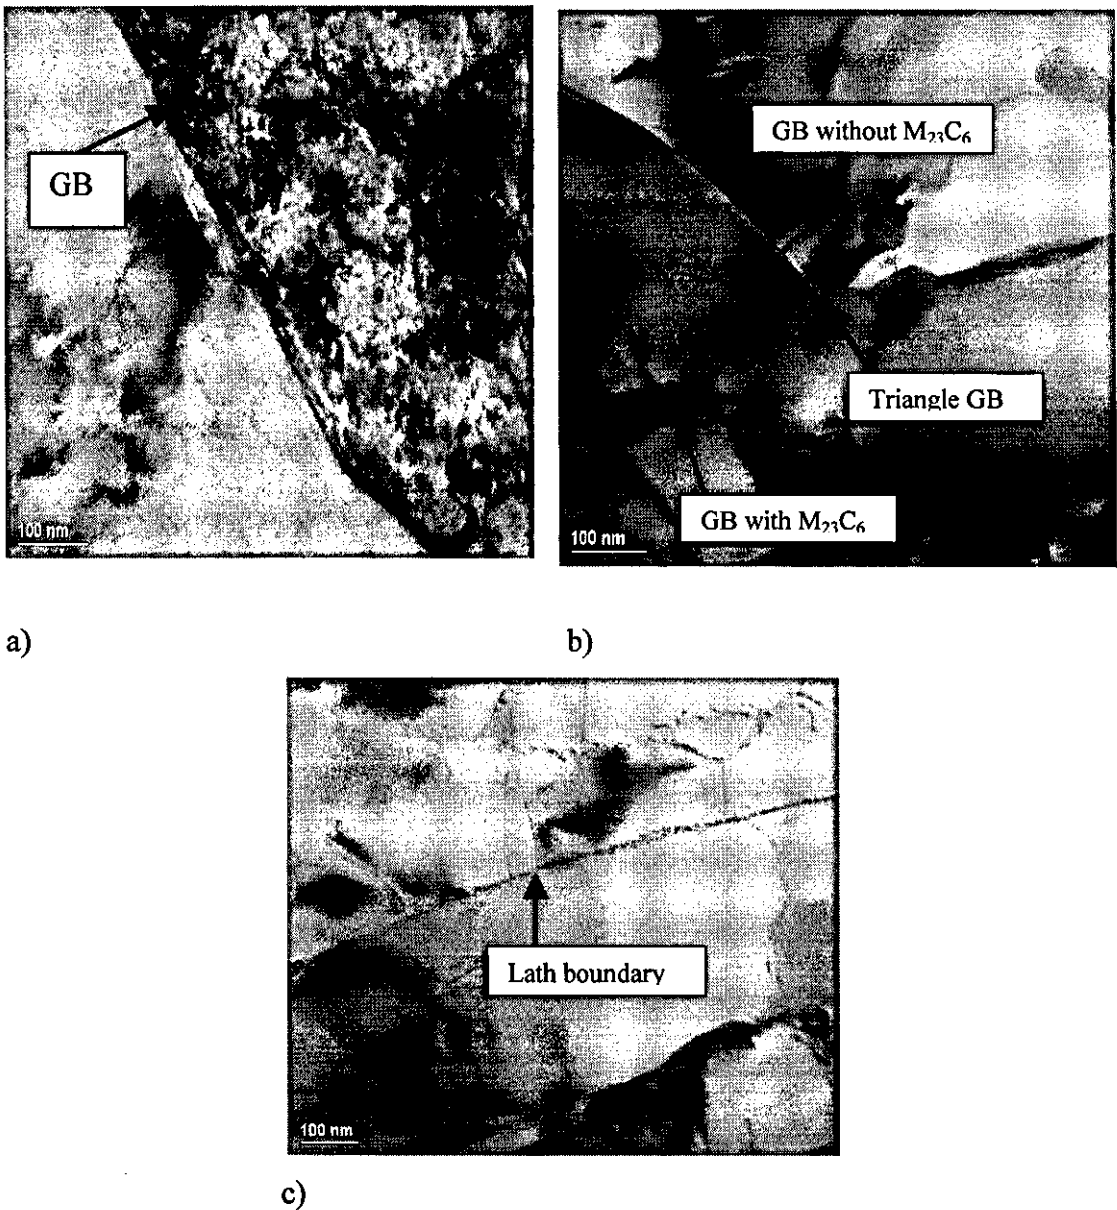 GB
100 nm
GB without M₂₃C₆
Triangle GB
GB with M₂₃C₆
100 nm
a)
b)
Lath boundary
100 nm
c)